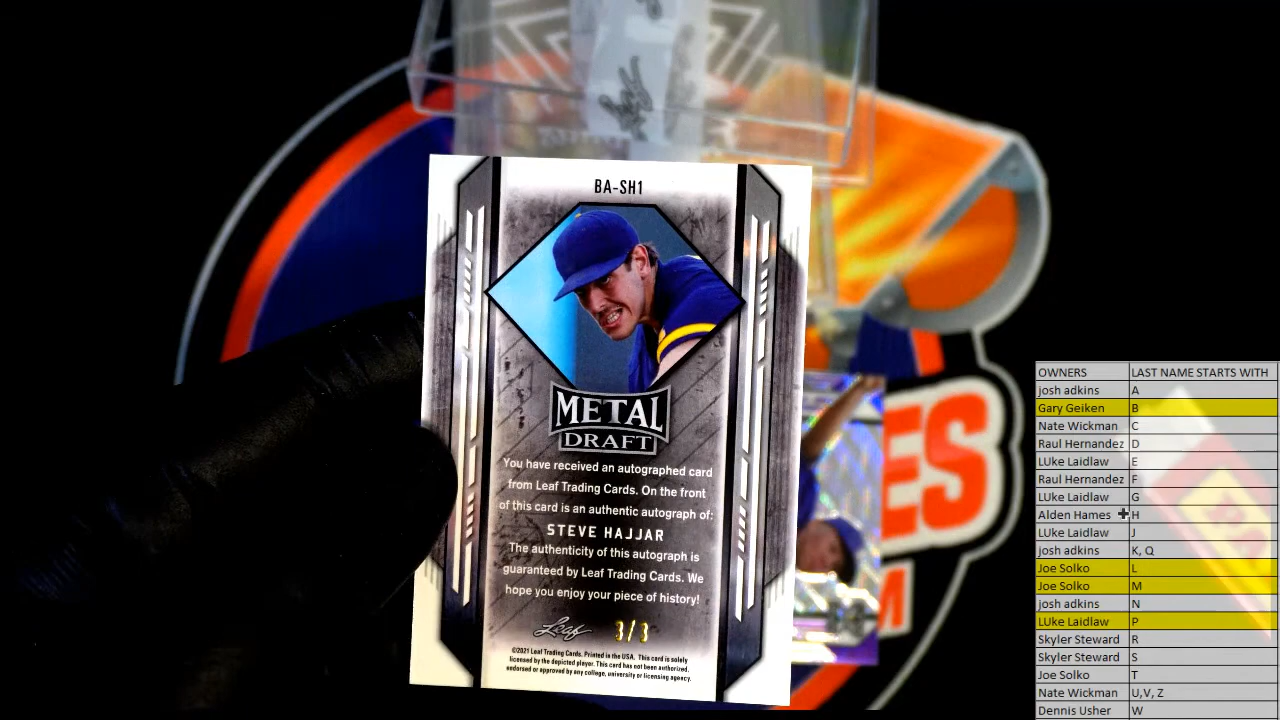 BA-SH1
METAL
DRAFT
You have received an autographed card
from Leaf Trading Cards. On the front
of this card is an authentic autograph of:
STEVE HAJJAR
The authenticity of this autograph is
guaranteed by Leaf Trading Cards. We
hope you enjoy your piece of history!
Leaf 3/3
©2021 Leaf Trading Cards. Printed in the USA. This card is solely
licensed by the depicted player. This card has not been authorized,
endorsed or approved by any college, university or licensing agency.
ES
M
OWNERS LAST NAME STARTS WITH
josh adkins A
Gary Geiken B
Nate Wickman C
Raul Hernandez D
LUke Laidlaw E
Raul Hernandez F
LUke Laidlaw G
Alden Hames H
LUke Laidlaw J
josh adkins K, Q
Joe Solko L
Joe Solko M
josh adkins N
LUke Laidlaw P
Skyler Steward R
Skyler Steward S
Joe Solko T
Nate Wickman U,V, Z
Dennis Usher W